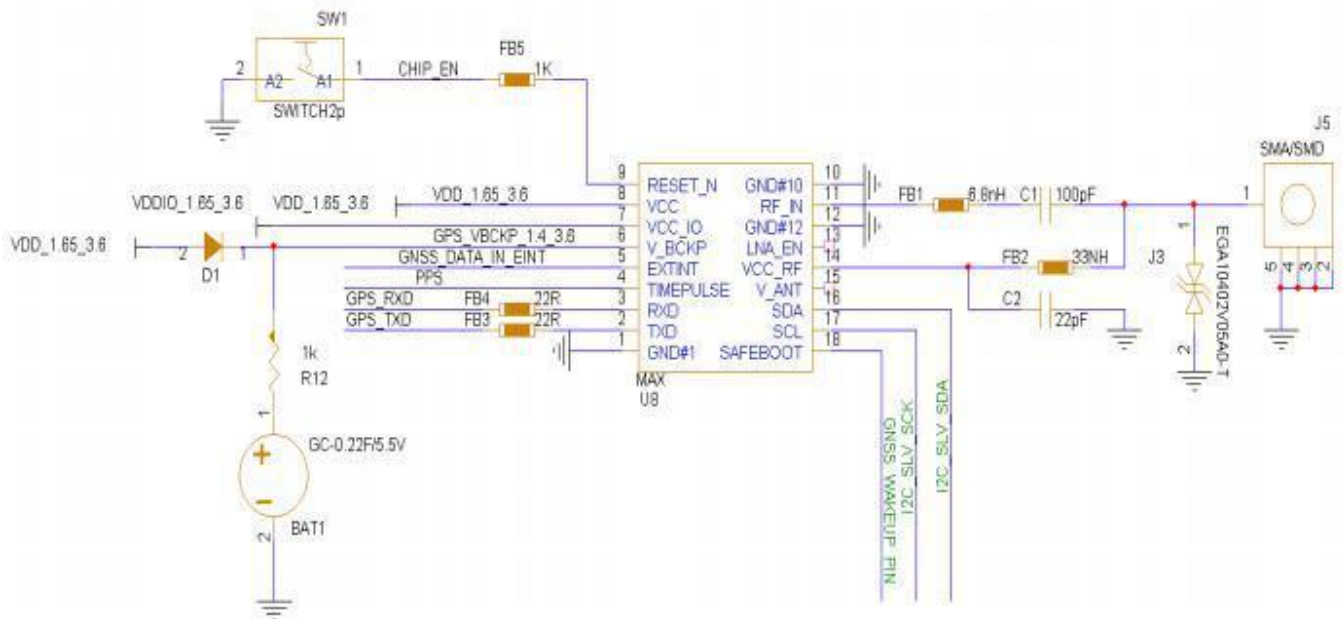 SW1
2
A2
A1
1
SWITCH2p
CHIP_EN
FB5
1K
VDDIO_1.65_3.6
VDD_1.65_3.6
VDD_1.65_3.6
VDD_1.65_3.6
2
1
D1
GPS_VBCKP_1.4_3.6
GNSS_DATA_IN_EINT
PPS
GPS_RXD
FB4
22R
GPS_TXD
FB3
22R
9
RESET_N
8
VCC
7
VCC_IO
6
V_BCKP
5
EXTINT
4
TIMEPULSE
3
RXD
2
TXD
1
GND#1
GND#10
10
RF_IN
11
GND#12
12
LNA_EN
13
VCC_RF
14
V_ANT
15
SDA
16
SCL
17
SAFEBOOT
18
MAX
U8
1k
R12
1
+
GC-0.22F/5.5V
-
BAT1
2
FB1
6.8nH
C1
100pF
FB2
33NH
C2
22pF
1
J3
2
EGA10402V05A0-T
J5
SMA/SMD
1
5
4
3
2
GNSS_WAKEUP_PIN
I2C_SLV_SCK
I2C_SLV_SDA